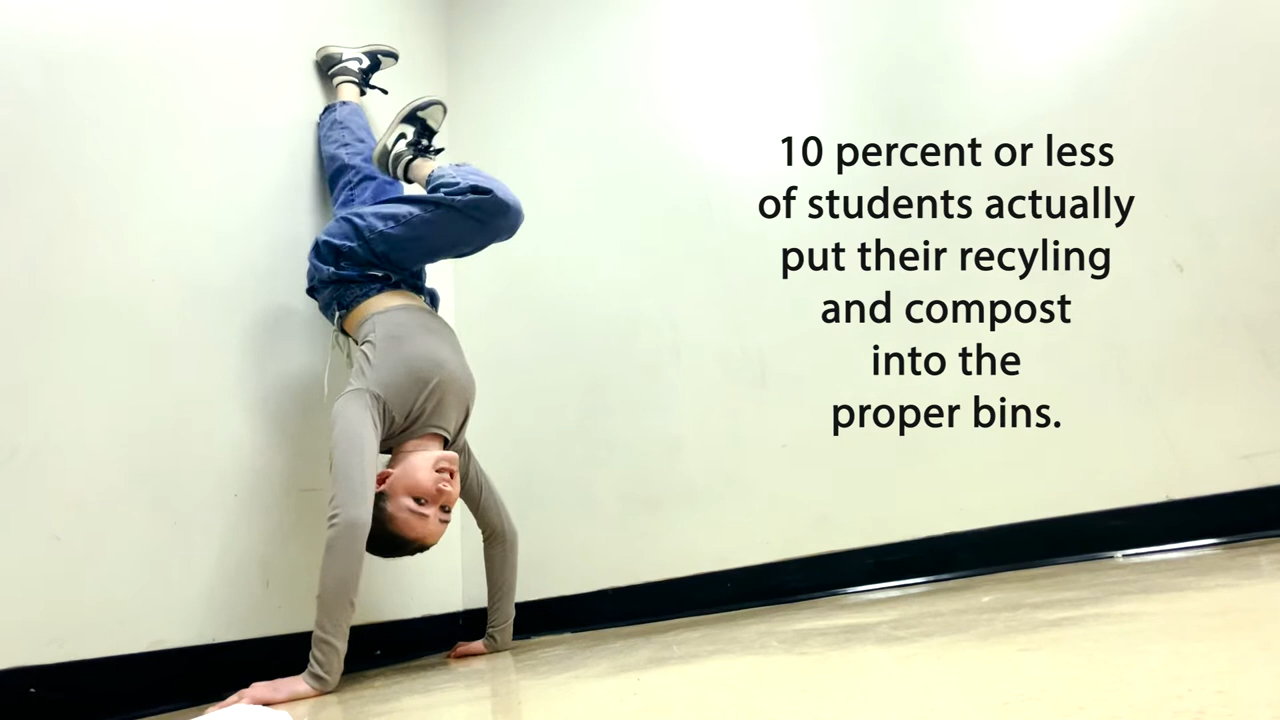 10 percent or less
of students actually
put their recyling
and compost
into the
proper bins.